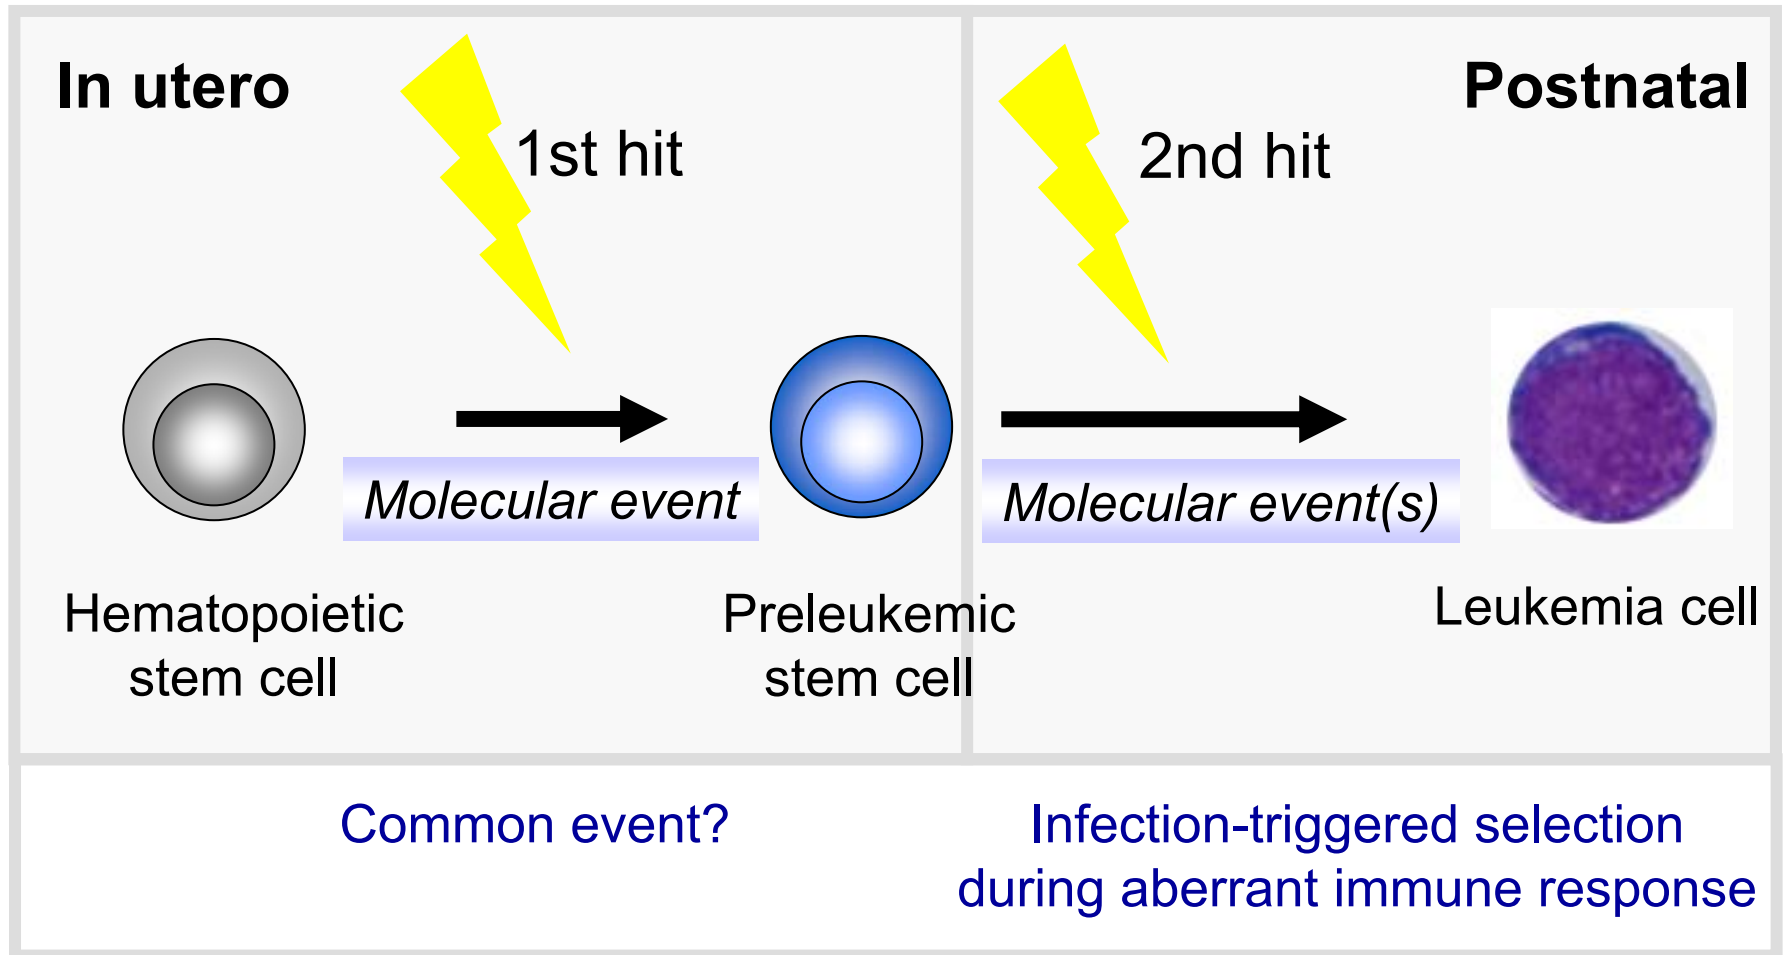 In utero
1st hit
Molecular event
Hematopoietic
stem cell
Preleukemic
stem cell
Postnatal
2nd hit
Molecular event(s)
Leukemia cell
Common event?
Infection-triggered selection
during aberrant immune response